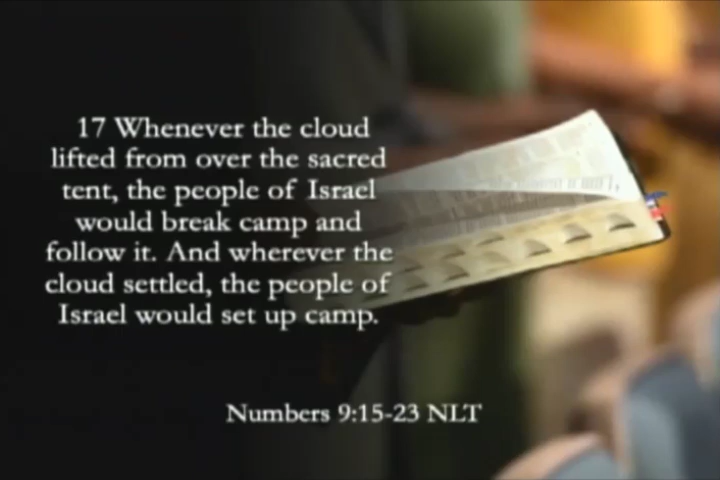 17 Whenever the cloud
lifted from over the sacred
tent, the people of Israel
would break camp and
follow it. And wherever the
cloud settled, the people of
Israel would set up camp.
Numbers 9:15-23 NLT